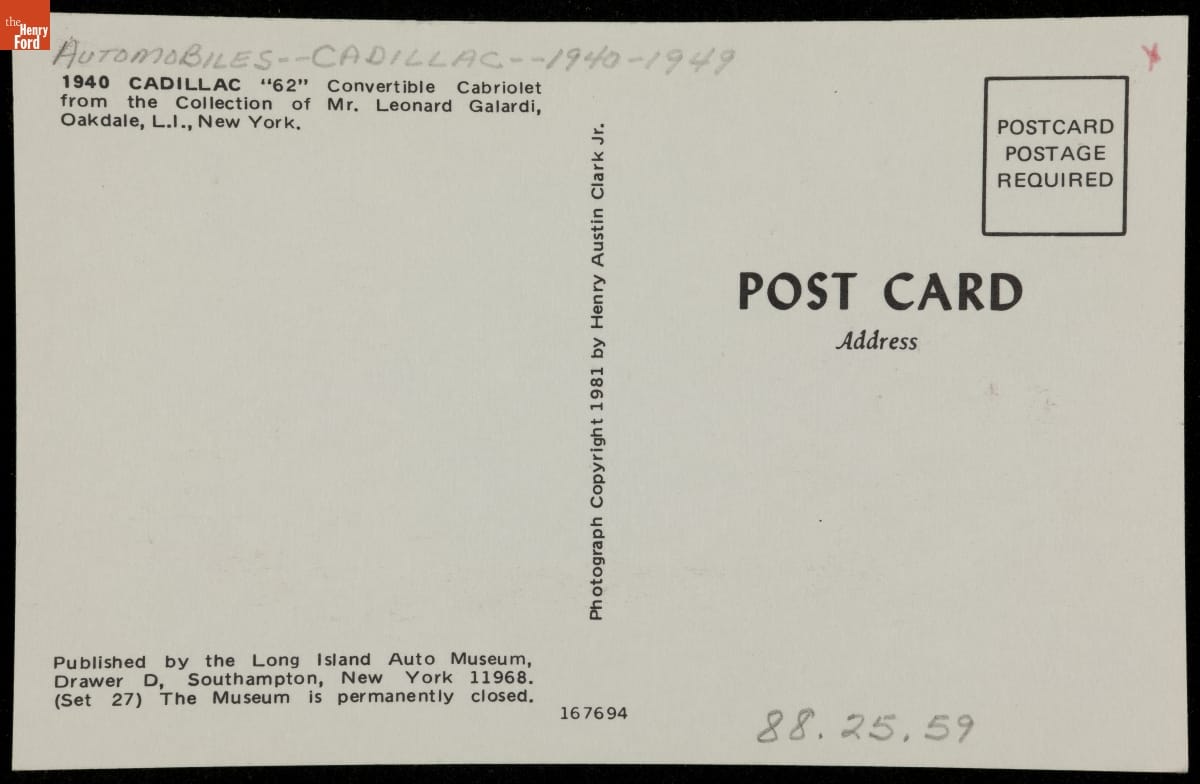 the
Henry
Ford
AUTOMOBILES--CADILLAC--1940-1949
1940 CADILLAC "62" Convertible Cabriolet
from the Collection of Mr. Leonard Galardi,
Oakdale, L.I., New York.
Photograph Copyright 1981 by Henry Austin Clark Jr.
POSTCARD
POSTAGE
REQUIRED
POST CARD
Address
Published by the Long Island Auto Museum,
Drawer D, Southampton, New York 11968.
(Set 27) The Museum is permanently closed.
167694
88.25.59